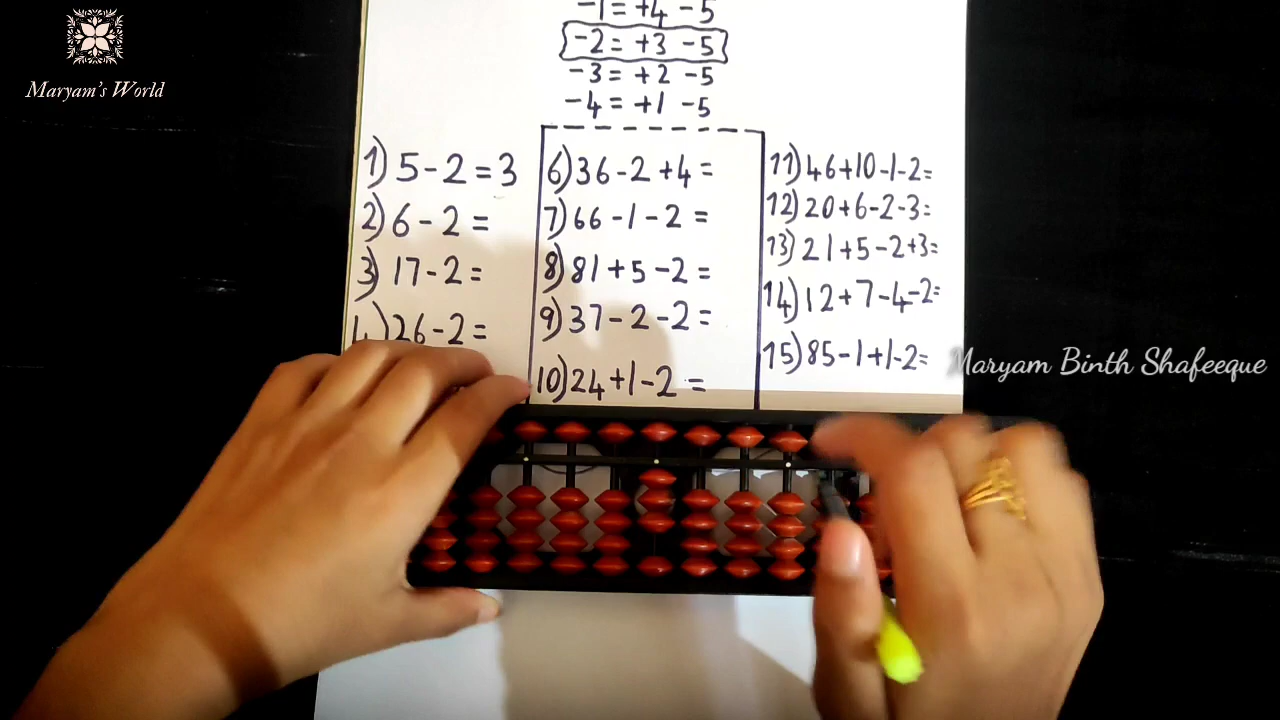 Maryam's World
-1 = +4 -5
-2 = +3 -5
-3 = +2 -5
-4 = +1 -5
1) 5-2 = 3
2) 6-2 =
3) 17-2 =
4) 26-2 =
6) 36-2+4 =
7) 66-1-2 =
8) 81+5-2 =
9) 37-2-2 =
10) 24+1-2 =
11) 46+10-1-2=
12) 20+6-2-3=
13) 21+5-2+3=
14) 12+7-4-2=
15) 85-1+1-2=
Maryam Binth Shafeeque